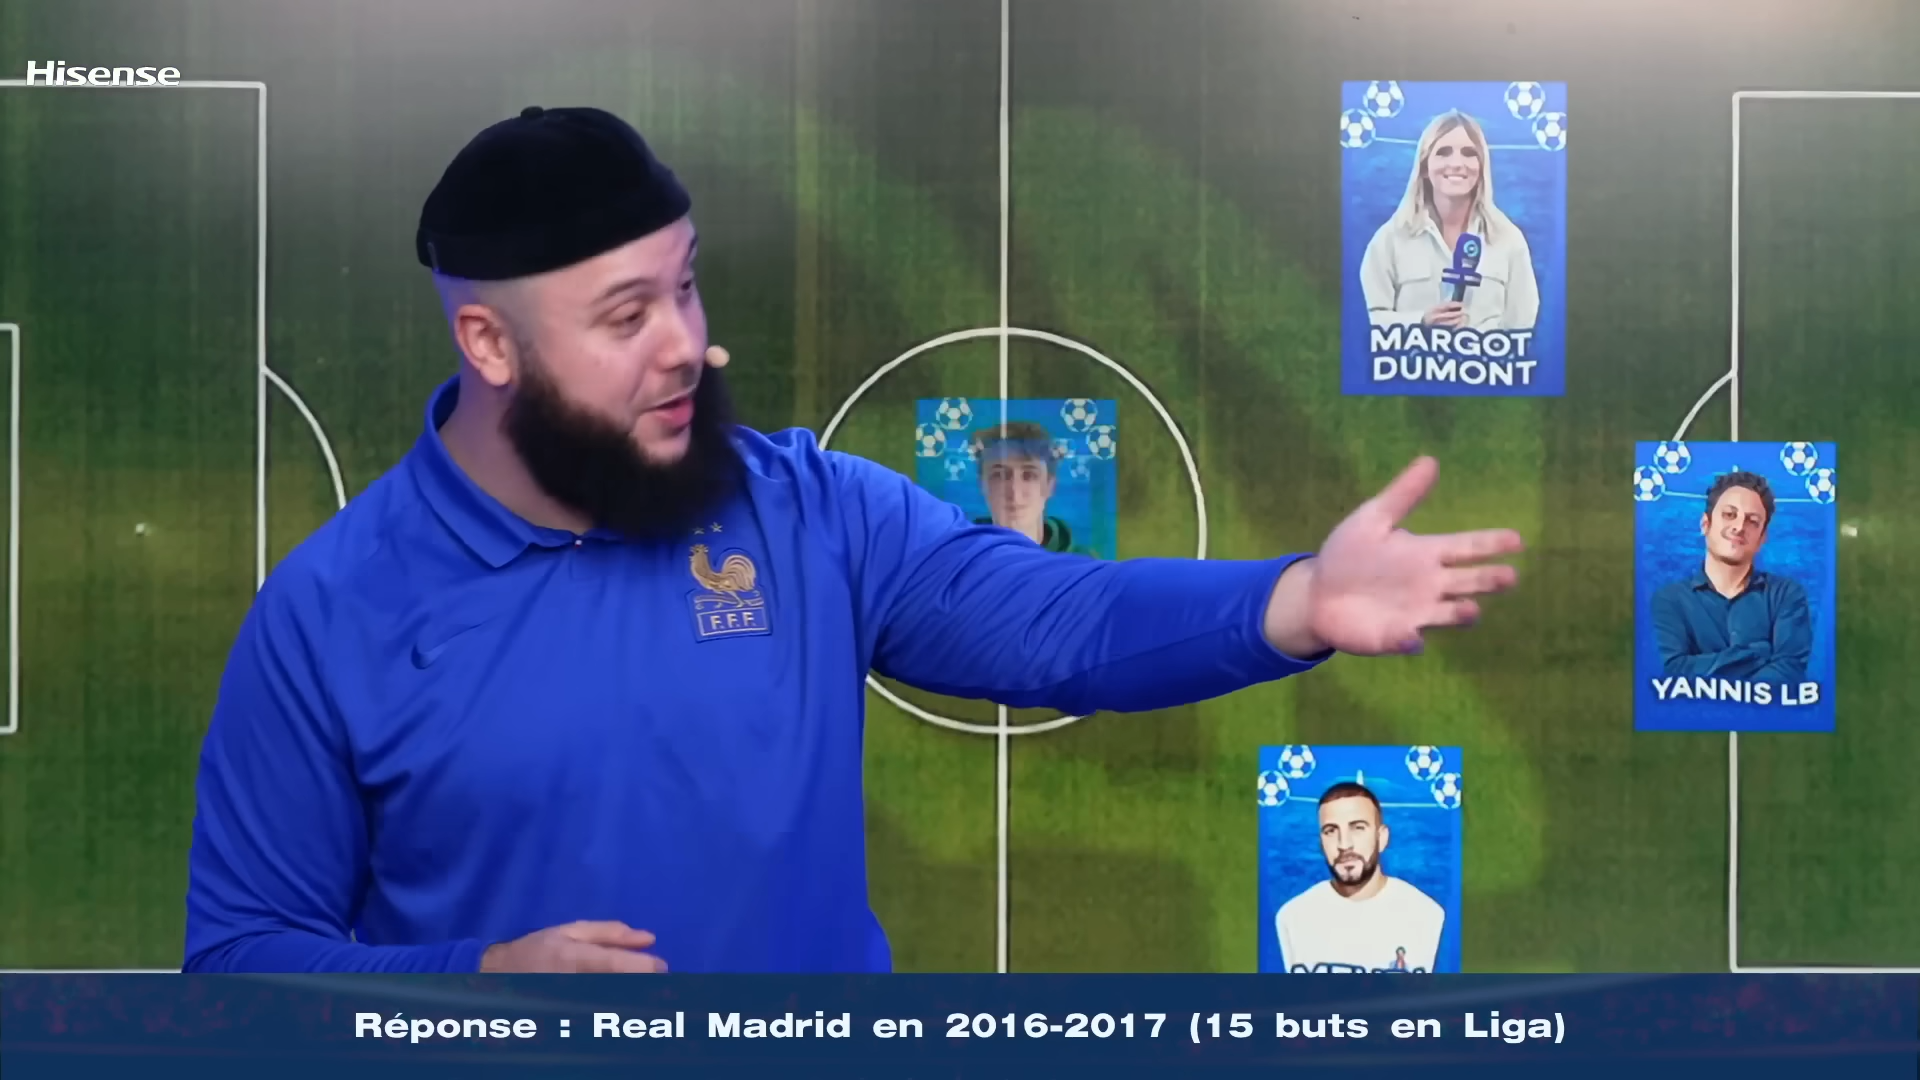 Hisense
MARGOT
DUMONT
F.F.F.
YANNIS LB
Réponse : Real Madrid en 2016-2017 (15 buts en Liga)